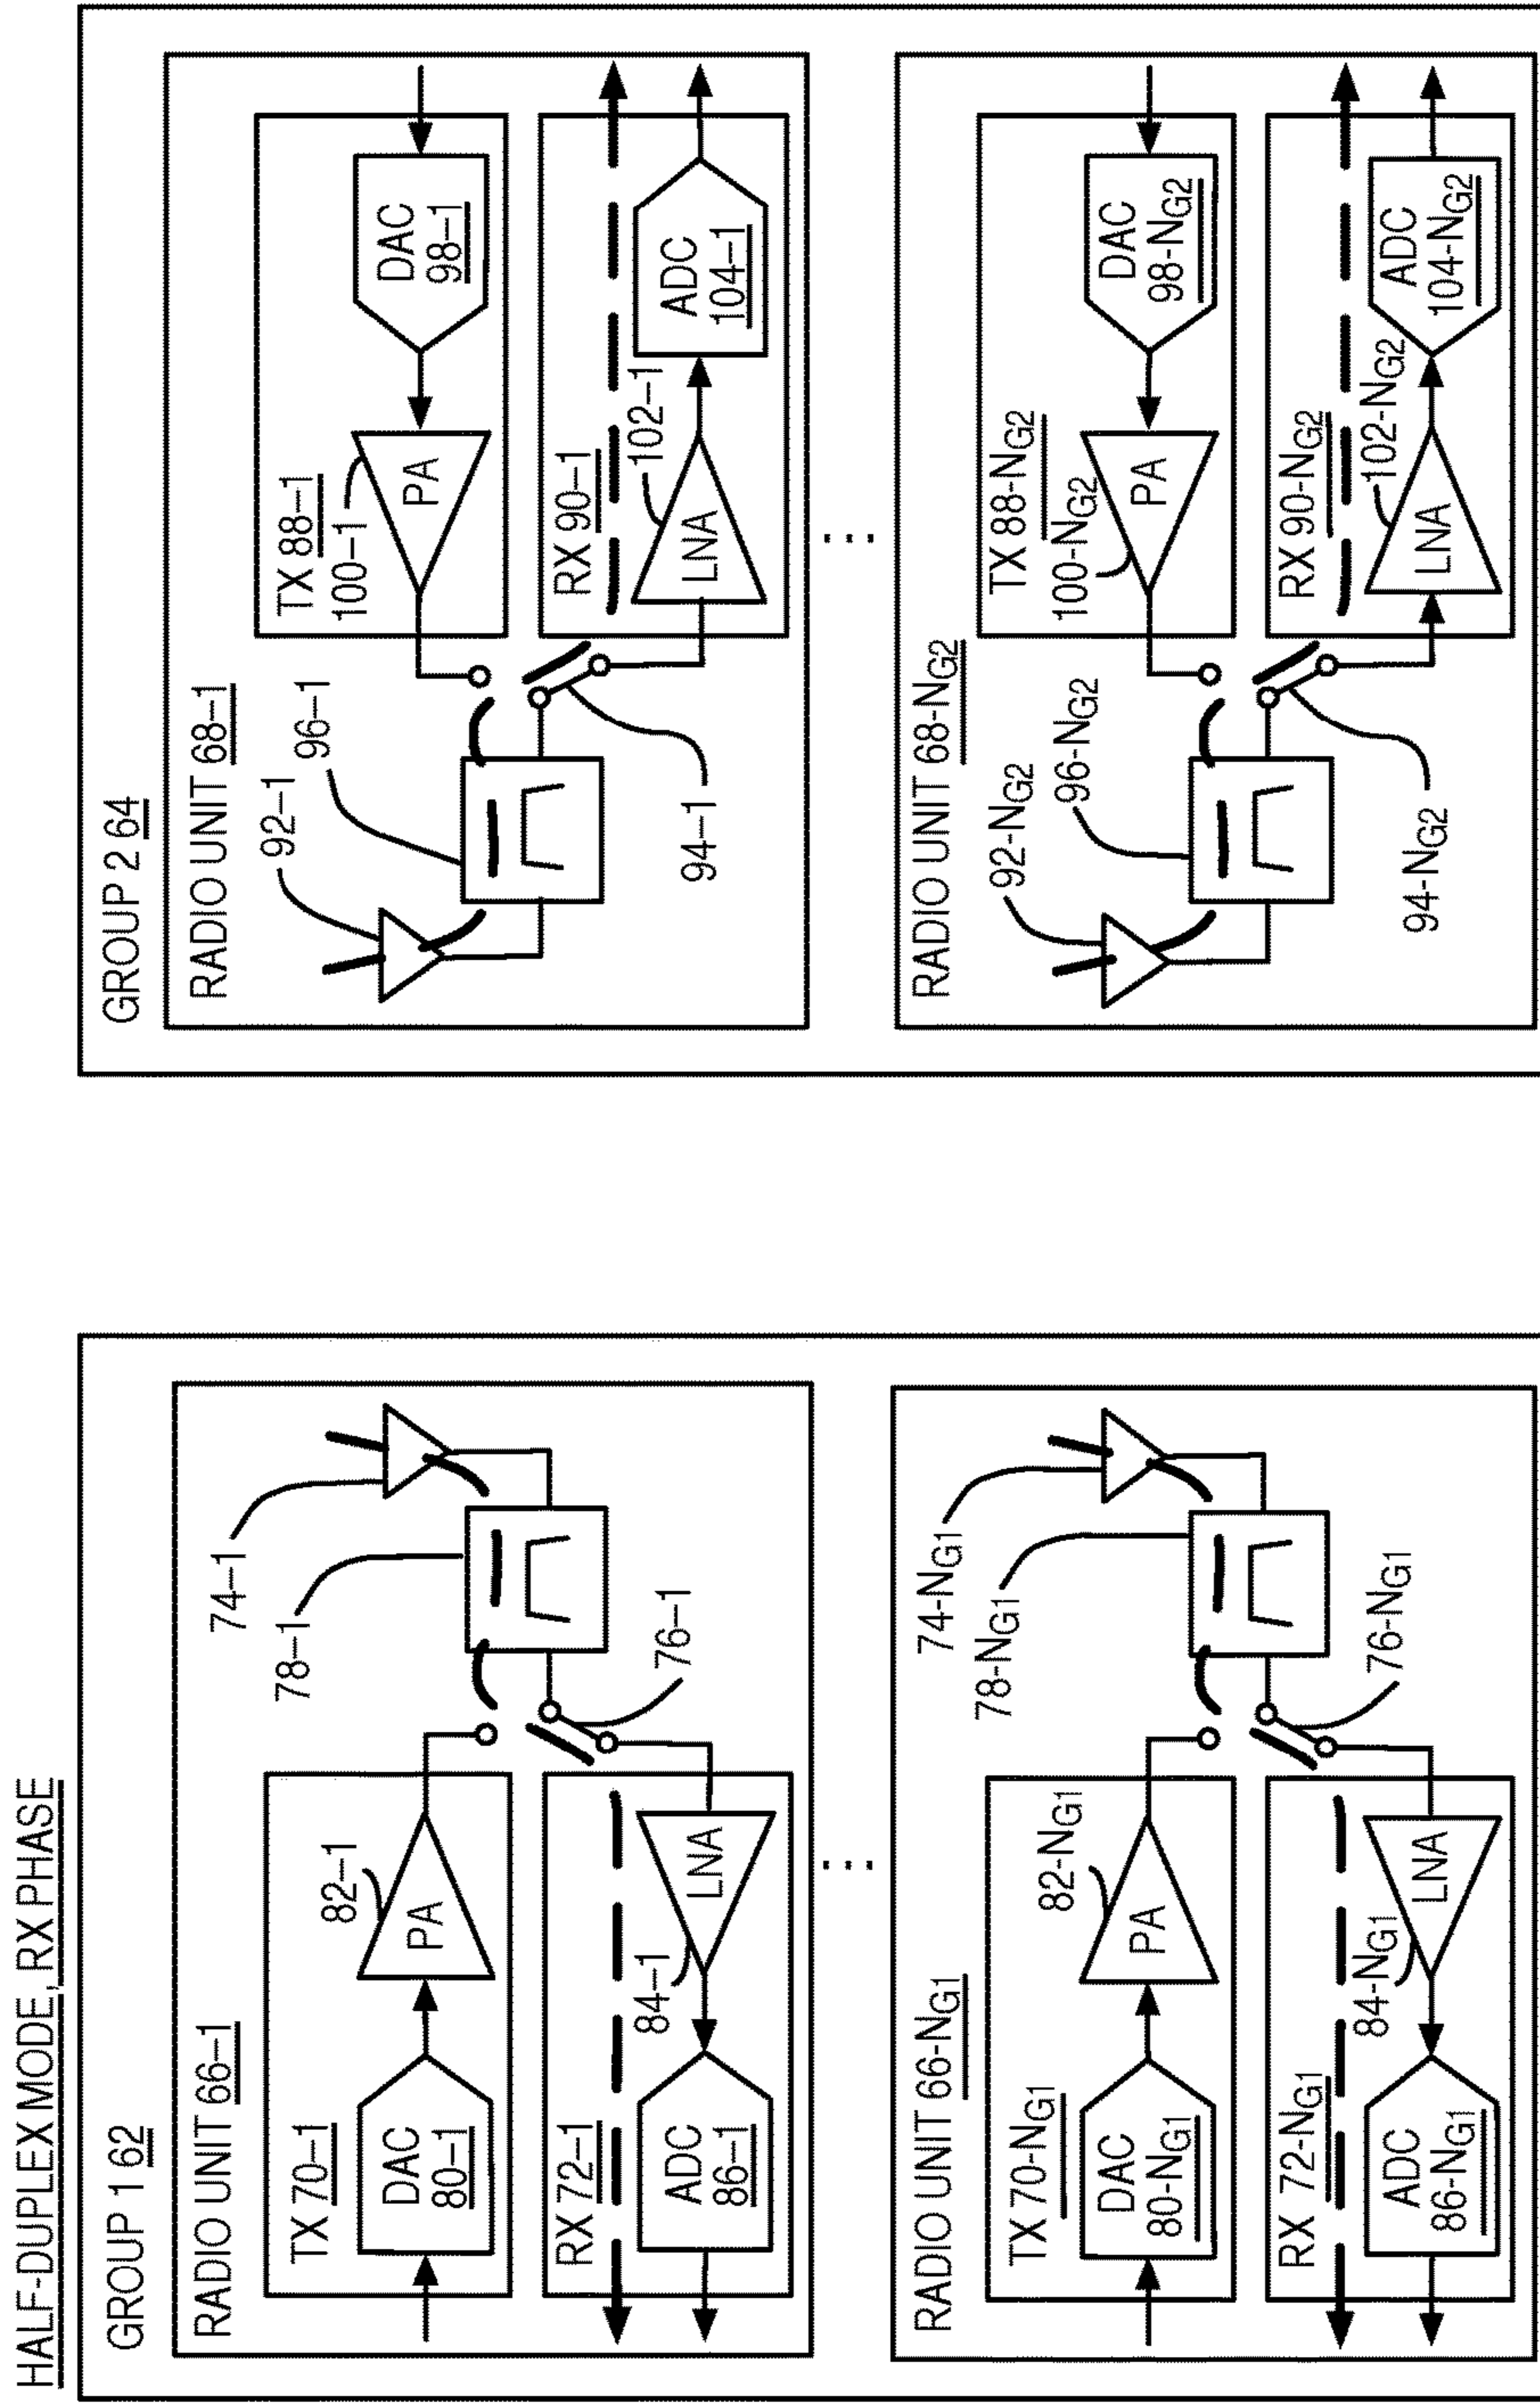 HALF-DUPLEX MODE, RX PHASE
GROUP 1 62
RADIO UNIT 66–1
TX 70–1
DAC
80–1
82–1
PA
RX 72–1
ADC
86–1
84–1
LNA
74–1
78–1
76–1
...
RADIO UNIT 66-NG1
TX 70-NG1
DAC
80-NG1
82-NG1
PA
RX 72-NG1
ADC
86-NG1
84-NG1
LNA
74-NG1
78-NG1
76-NG1
GROUP 2 64
RADIO UNIT 68–1
92–1
96–1
94–1
TX 88–1
100–1
PA
DAC
98–1
RX 90–1
LNA
102–1
ADC
104–1
...
RADIO UNIT 68-NG2
92-NG2
96-NG2
94-NG2
TX 88-NG2
100-NG2
PA
DAC
98-NG2
RX 90-NG2
LNA
102-NG2
ADC
104-NG2